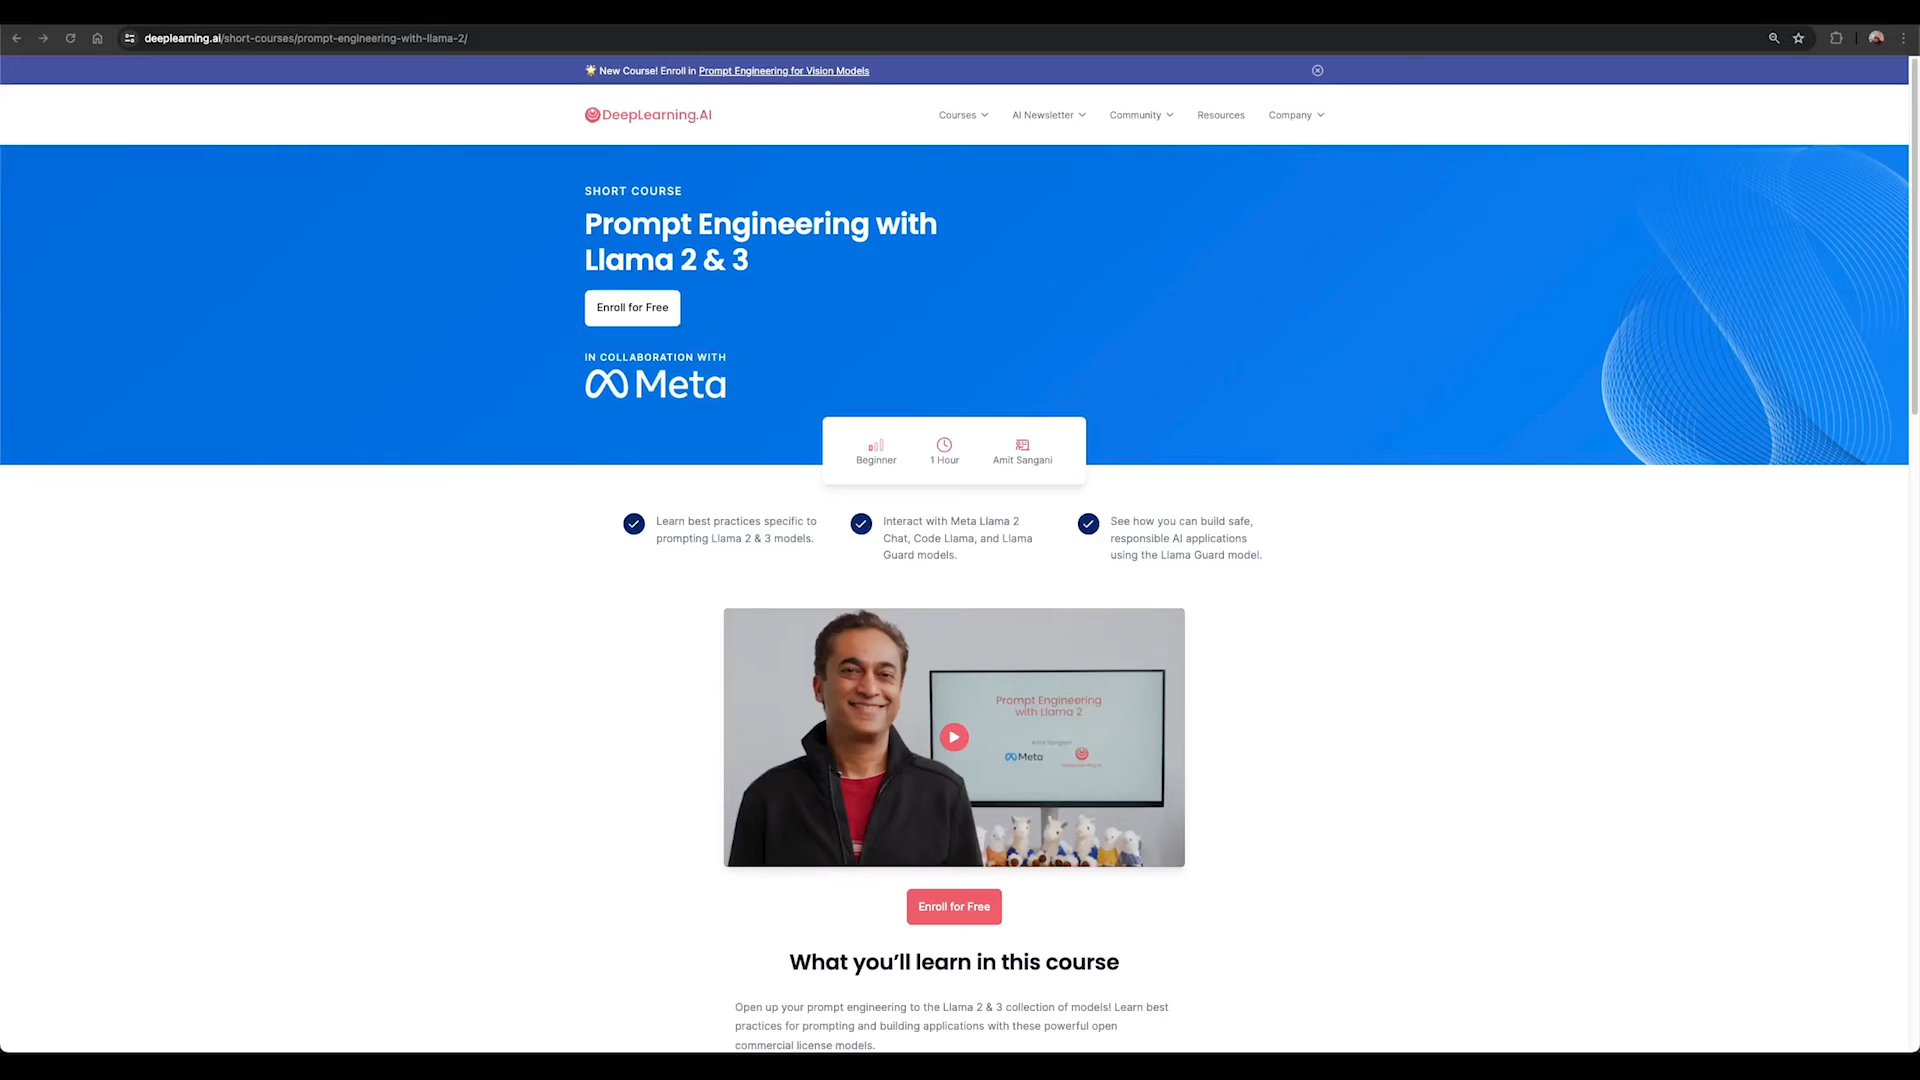 deeplearning.ai/short-courses/prompt-engineering-with-llama-2/
🌟 New Course! Enroll in Prompt Engineering for Vision Models
DeepLearning.AI
Courses
AI Newsletter
Community
Resources
Company
SHORT COURSE
Prompt Engineering with
Llama 2 & 3
Enroll for Free
IN COLLABORATION WITH
Meta
Beginner
1 Hour
Amit Sangani
Learn best practices specific to
prompting Llama 2 & 3 models.
Interact with Meta Llama 2
Chat, Code Llama, and Llama
Guard models.
See how you can build safe,
responsible AI applications
using the Llama Guard model.
Prompt Engineering
with Llama 2
Amit Sangani
Meta
DeepLearning.AI
Enroll for Free
What you’ll learn in this course
Open up your prompt engineering to the Llama 2 & 3 collection of models! Learn best
practices for prompting and building applications with these powerful open
commercial license models.